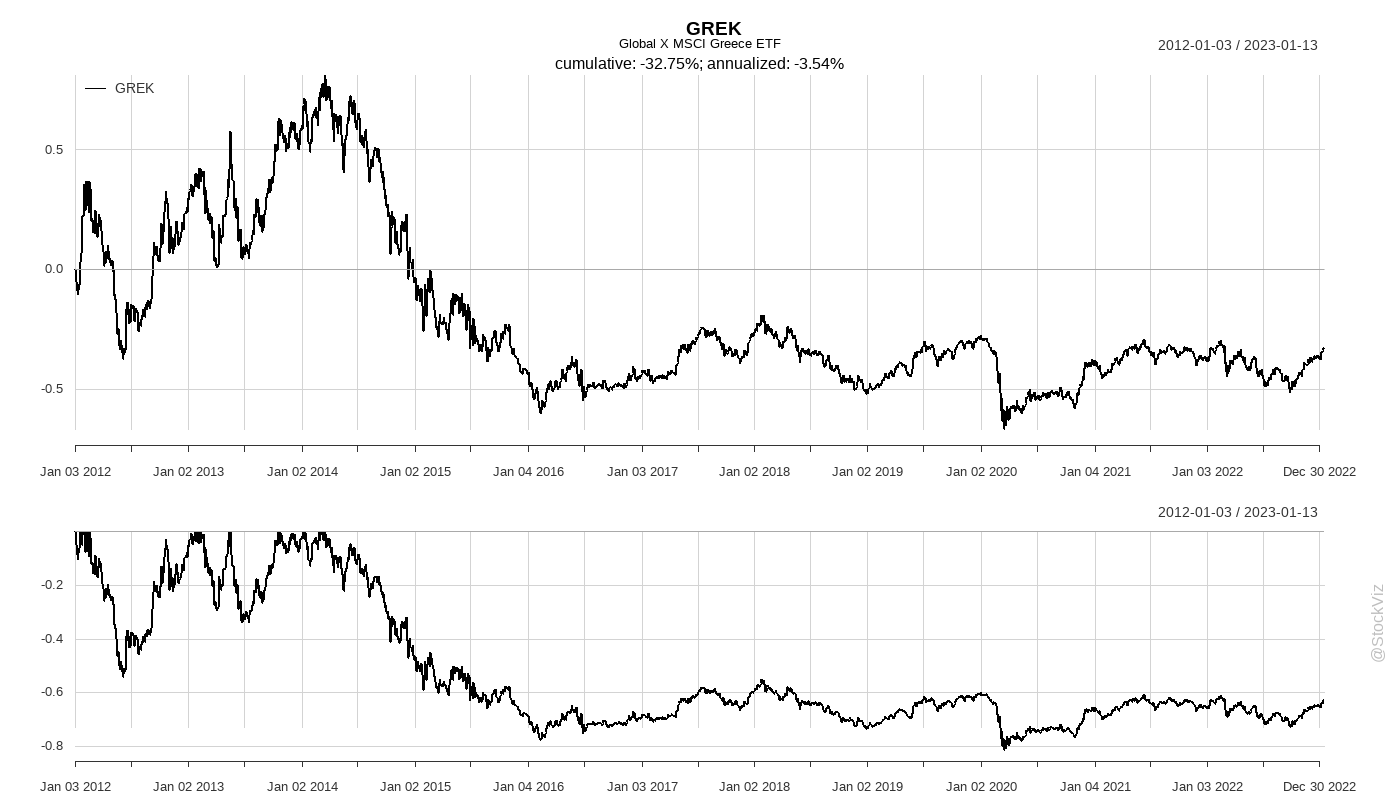 GREK
Global X MSCI Greece ETF
2012-01-03 / 2023-01-13
cumulative: -32.75%; annualized: -3.54%
GREK
0.5
0.0
-0.5
Jan 03 2012 Jan 02 2013 Jan 02 2014 Jan 02 2015 Jan 04 2016 Jan 03 2017 Jan 02 2018 Jan 02 2019 Jan 02 2020 Jan 04 2021 Jan 03 2022 Dec 30 2022
2012-01-03 / 2023-01-13
-0.2
-0.4
-0.6
-0.8
Jan 03 2012 Jan 02 2013 Jan 02 2014 Jan 02 2015 Jan 04 2016 Jan 03 2017 Jan 02 2018 Jan 02 2019 Jan 02 2020 Jan 04 2021 Jan 03 2022 Dec 30 2022
@StockViz